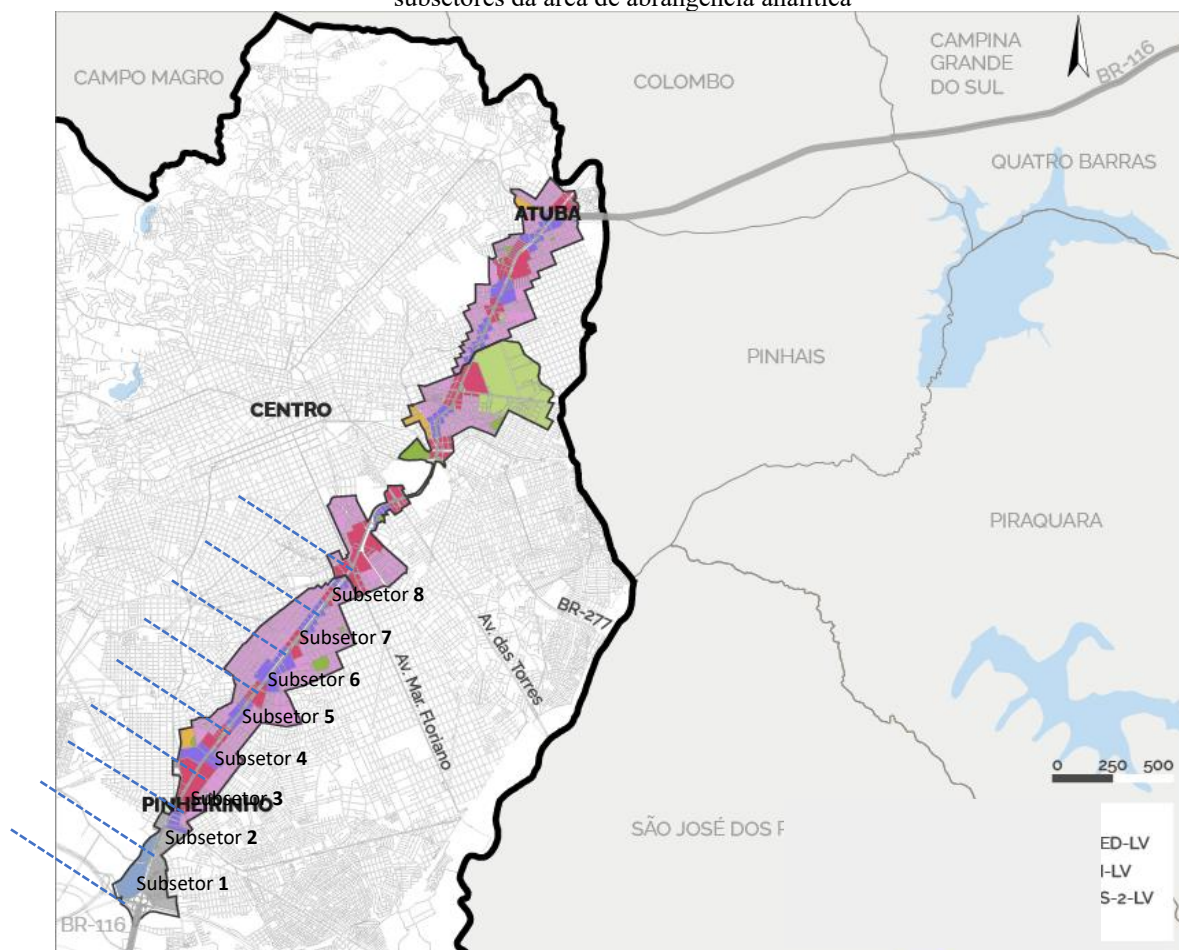 subsetores da área de abrangência analítica
CAMPO MAGRO
COLOMBO
CAMPINA
GRANDE
DO SUL
BR-116
QUATRO BARRAS
ATUBA
PINHAIS
CENTRO
PIRAQUARA
BR-277
Av. das Torres
Av. Mar. Floriano
Subsetor 8
Subsetor 7
Subsetor 6
Subsetor 5
Subsetor 4
Subsetor 3
PINHEIRINHO
Subsetor 2
Subsetor 1
BR-116
SÃO JOSÉ DOS
0 250 500
ED-LV
I-LV
S-2-LV